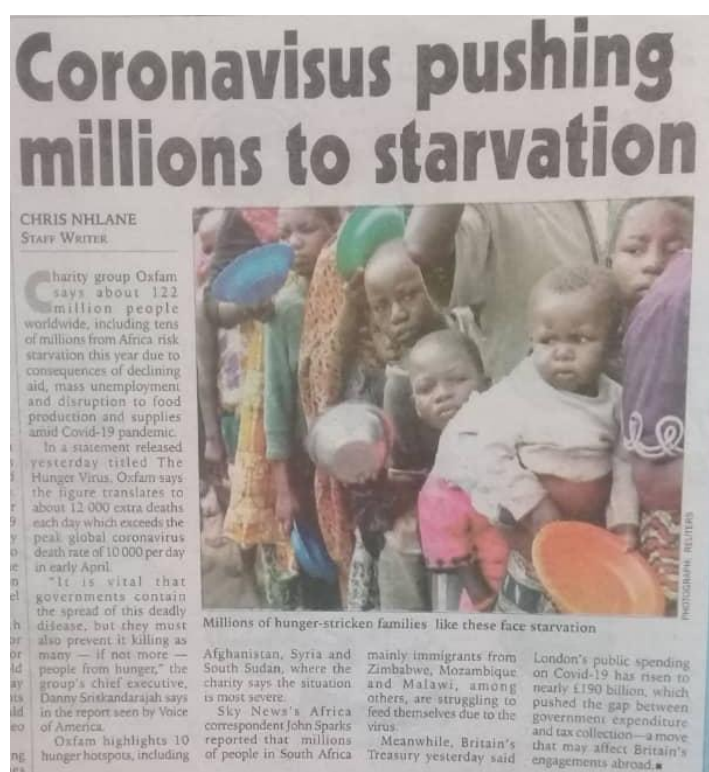 Coronavisus pushing
millions to starvation
CHRIS NHLANE
STAFF WRITER
Charity group Oxfam
says about 122
million people
worldwide, including tens
of millions from Africa risk
starvation this year due to
consequences of declining
aid, mass unemployment
and disruption to food
production and supplies
amid Covid-19 pandemic.
In a statement released
yesterday titled The
Hunger Virus, Oxfam says
the figure translates to
about 12 000 extra deaths
each day which exceeds the
peak global coronavirus
death rate of 10 000 per day
in early April.
"It is vital that
governments contain
the spread of this deadly
disease, but they must
also prevent it killing as
many — if not more —
people from hunger," the
group's chief executive,
Danny Sriskandarajah says
in the report seen by Voice
of America.
Oxfam highlights 10
hunger hotspots, including
PHOTOGRAPH: REUTERS
Millions of hunger-stricken families like these face starvation
Afghanistan, Syria and
South Sudan, where the
charity says the situation
is most severe.
Sky News's Africa
correspondent John Sparks
reported that millions
of people in South Africa
mainly immigrants from
Zimbabwe, Mozambique
and Malawi, among
others, are struggling to
feed themselves due to the
virus.
Meanwhile, Britain's
Treasury yesterday said
London's public spending
on Covid-19 has risen to
nearly £190 billion, which
pushed the gap between
government expenditure
and tax collection—a move
that may affect Britain's
engagements abroad.